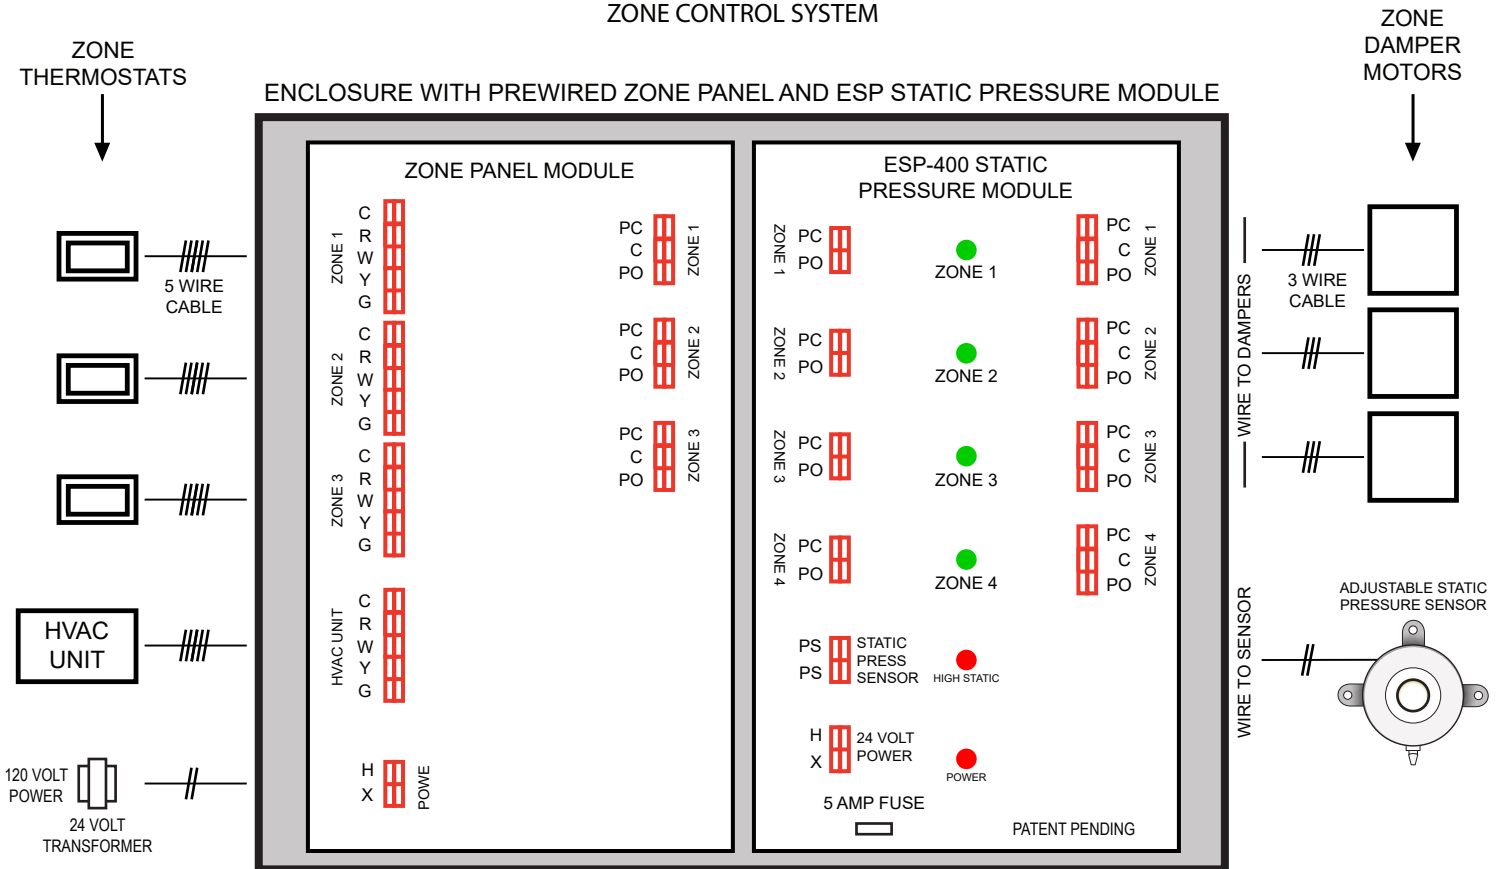 ZONE CONTROL SYSTEM
ZONE
THERMOSTATS
ZONE
DAMPER
MOTORS
ENCLOSURE WITH PREWIRED ZONE PANEL AND ESP STATIC PRESSURE MODULE
5 WIRE
CABLE
HVAC
UNIT
120 VOLT
POWER
24 VOLT
TRANSFORMER
ZONE PANEL MODULE
ZONE 1
C
R
W
Y
G
ZONE 2
C
R
W
Y
G
ZONE 3
C
R
W
Y
G
HVAC UNIT
C
R
W
Y
G
H
X
POWE
PC
C
PO
ZONE 1
PC
C
PO
ZONE 2
PC
C
PO
ZONE 3
ESP-400 STATIC
PRESSURE MODULE
ZONE 1
PC
PO
ZONE 1
PC
C
PO
ZONE 1
ZONE 2
PC
PO
ZONE 2
PC
C
PO
ZONE 2
ZONE 3
PC
PO
ZONE 3
PC
C
PO
ZONE 3
ZONE 4
PC
PO
ZONE 4
PC
C
PO
ZONE 4
PS
PS
STATIC
PRESS
SENSOR
HIGH STATIC
H
X
24 VOLT
POWER
POWER
5 AMP FUSE
PATENT PENDING
WIRE TO DAMPERS
3 WIRE
CABLE
WIRE TO SENSOR
ADJUSTABLE STATIC
PRESSURE SENSOR